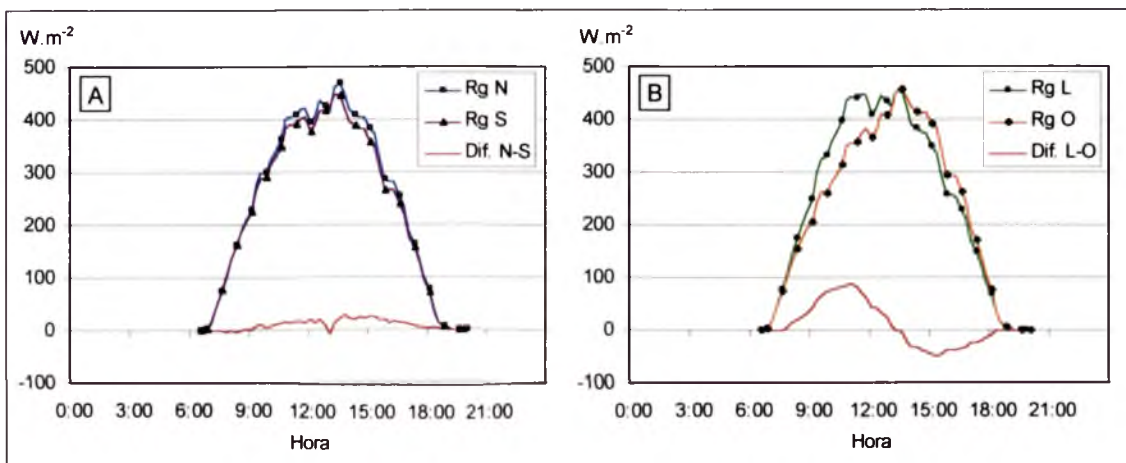 W.m-2
500
400
300
200
100
0
-100
A
Rg N
Rg S
Dif. N-S
0:00 3:00 6:00 9:00 12:00 15:00 18:00 21:00
Hora
W.m-2
500
400
300
200
100
0
-100
B
Rg L
Rg O
Dif. L-O
0:00 3:00 6:00 9:00 12:00 15:00 18:00 21:00
Hora